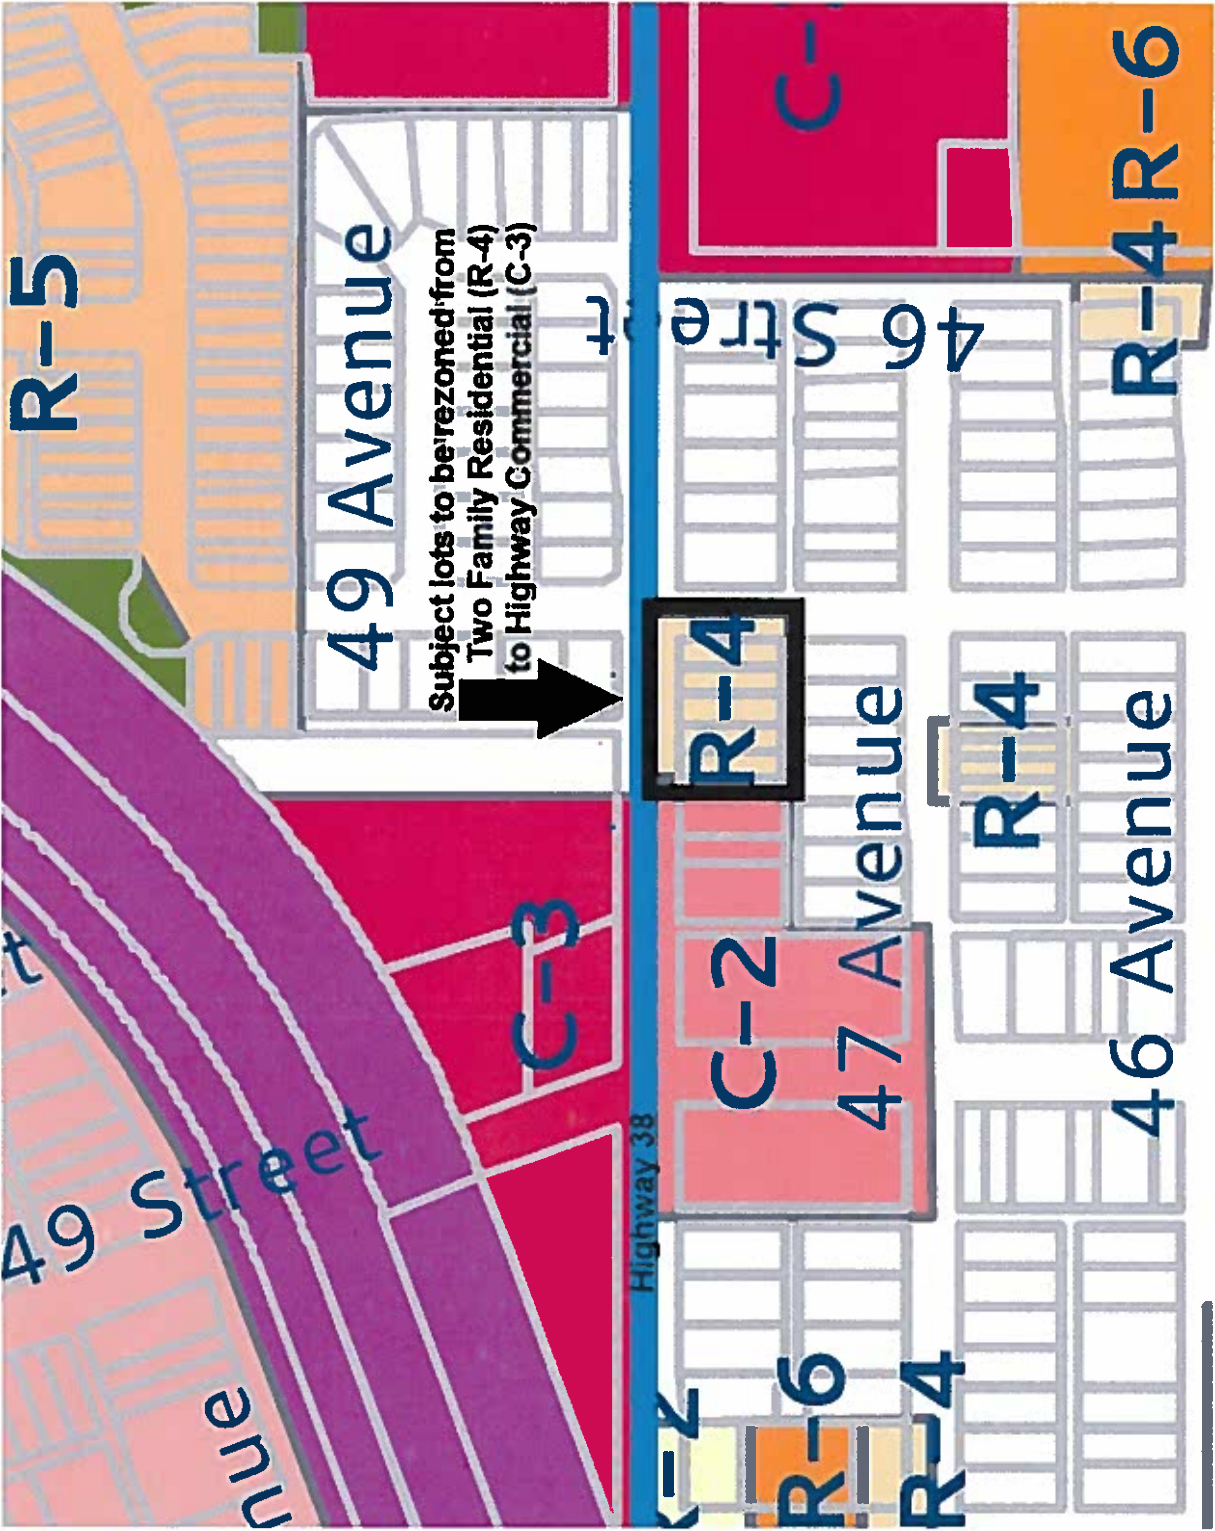 R-5
49 Avenue
Subject lots to be rezoned from
Two Family Residential (R-4)
to Highway Commercial (C-3)
C-
R-6
R-4
46 Street
R-4
R-4
C-3
C-2
47 Avenue
46 Avenue
49 Street
Highway 38
R-6
R-4